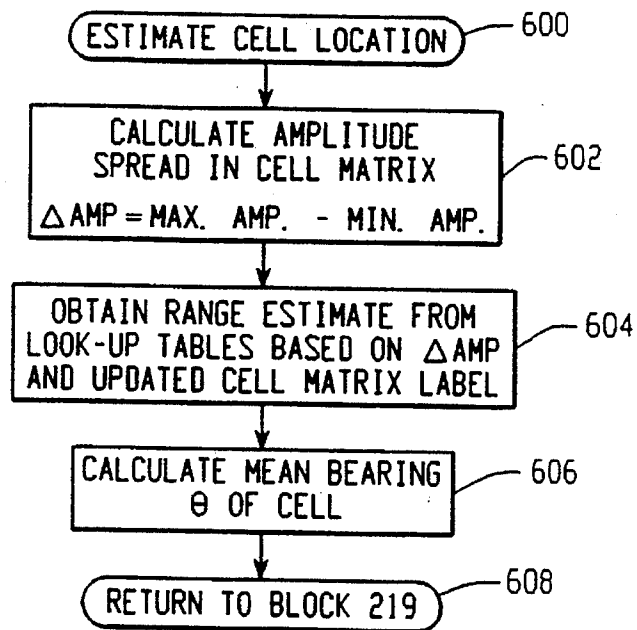 ESTIMATE CELL LOCATION
600
CALCULATE AMPLITUDE
SPREAD IN CELL MATRIX
602
△AMP = MAX. AMP. - MIN. AMP.
OBTAIN RANGE ESTIMATE FROM
LOOK-UP TABLES BASED ON △AMP
AND UPDATED CELL MATRIX LABEL
604
CALCULATE MEAN BEARING
θ OF CELL
606
RETURN TO BLOCK 219
608